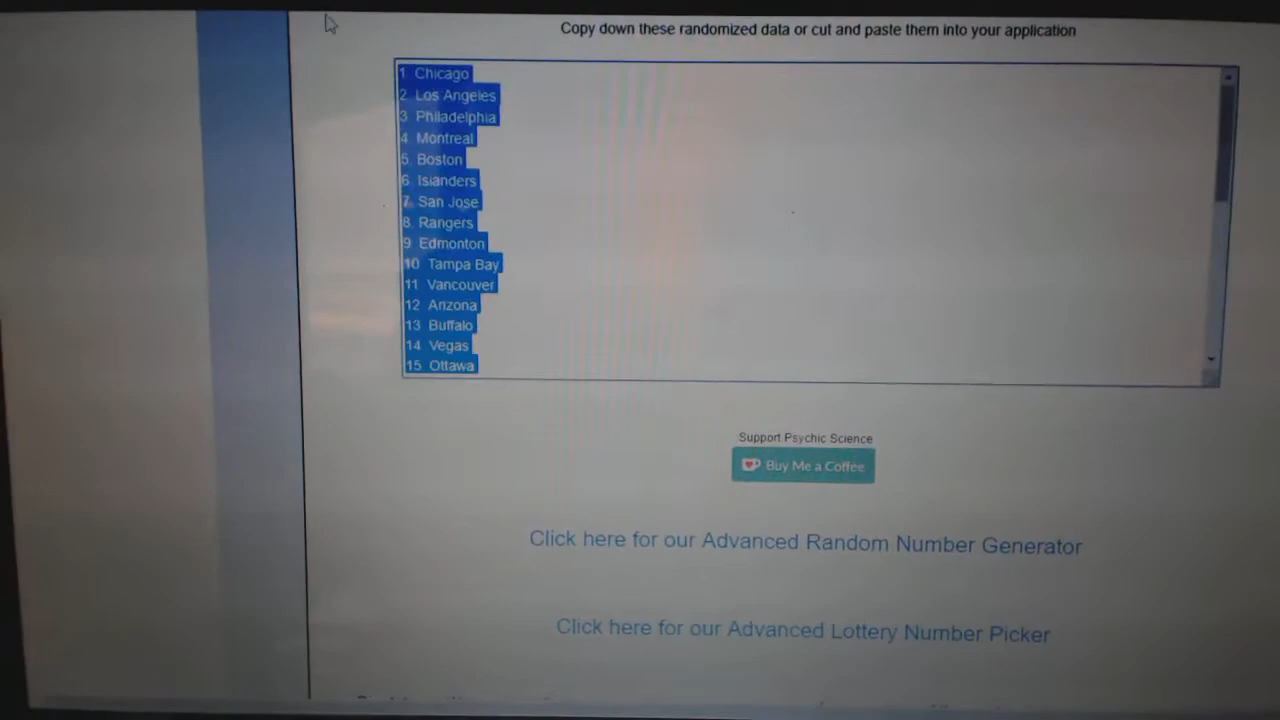 Copy down these randomized data or cut and paste them into your application
1 Chicago
2 Los Angeles
3 Philadelphia
4 Montreal
5 Boston
6 Islanders
7 San Jose
8 Rangers
9 Edmonton
10 Tampa Bay
11 Vancouver
12 Arizona
13 Buffalo
14 Vegas
15 Ottawa
Support Psychic Science
Buy Me a Coffee
Click here for our Advanced Random Number Generator
Click here for our Advanced Lottery Number Picker